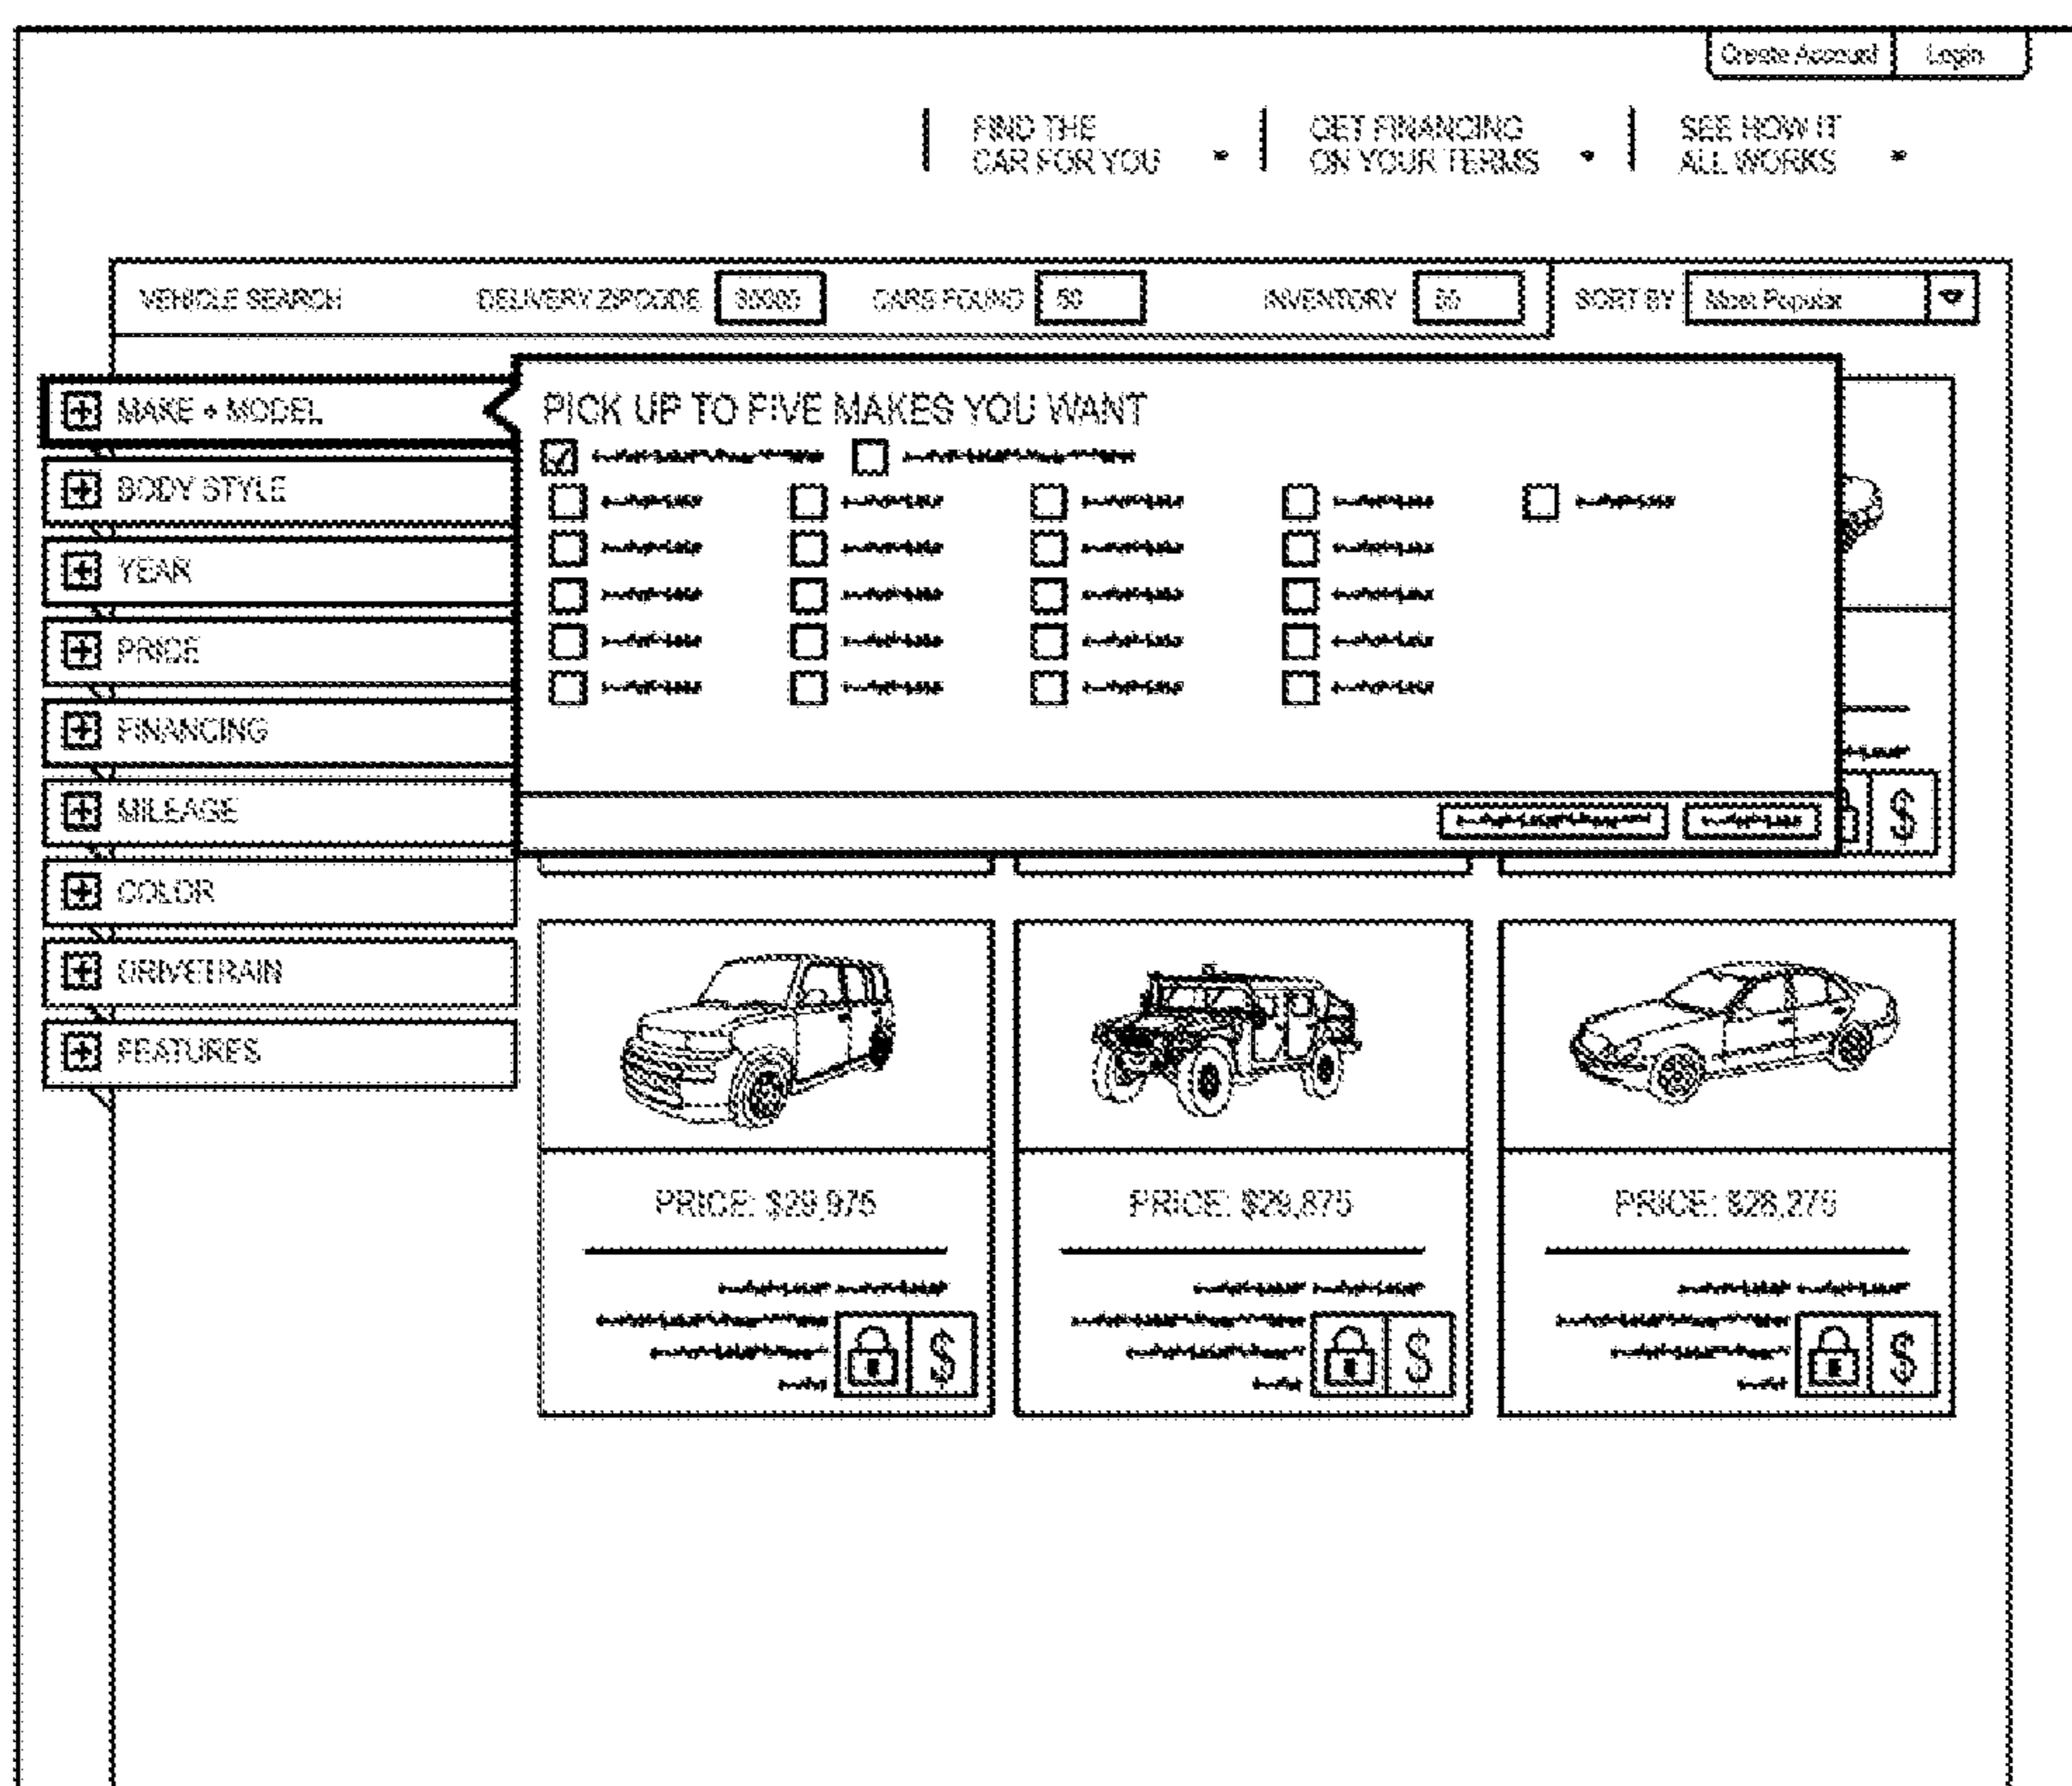 Create Account Login
FIND THE GET FINANCING SEE HOW IT
CAR FOR YOU ON YOUR TERMS ALL WORKS
VEHICLE SEARCH DELIVERY ZIPCODE CARS FOUND 50 INVENTORY SORT BY Most Popular
MAKE + MODEL
PICK UP TO FIVE MAKES YOU WANT
BODY STYLE
YEAR
PRICE
FINANCING
MILEAGE
$
COLOR
DRIVETRAIN
FEATURES
PRICE: $29,975 PRICE: $29,875 PRICE: $28,275
$ $ $